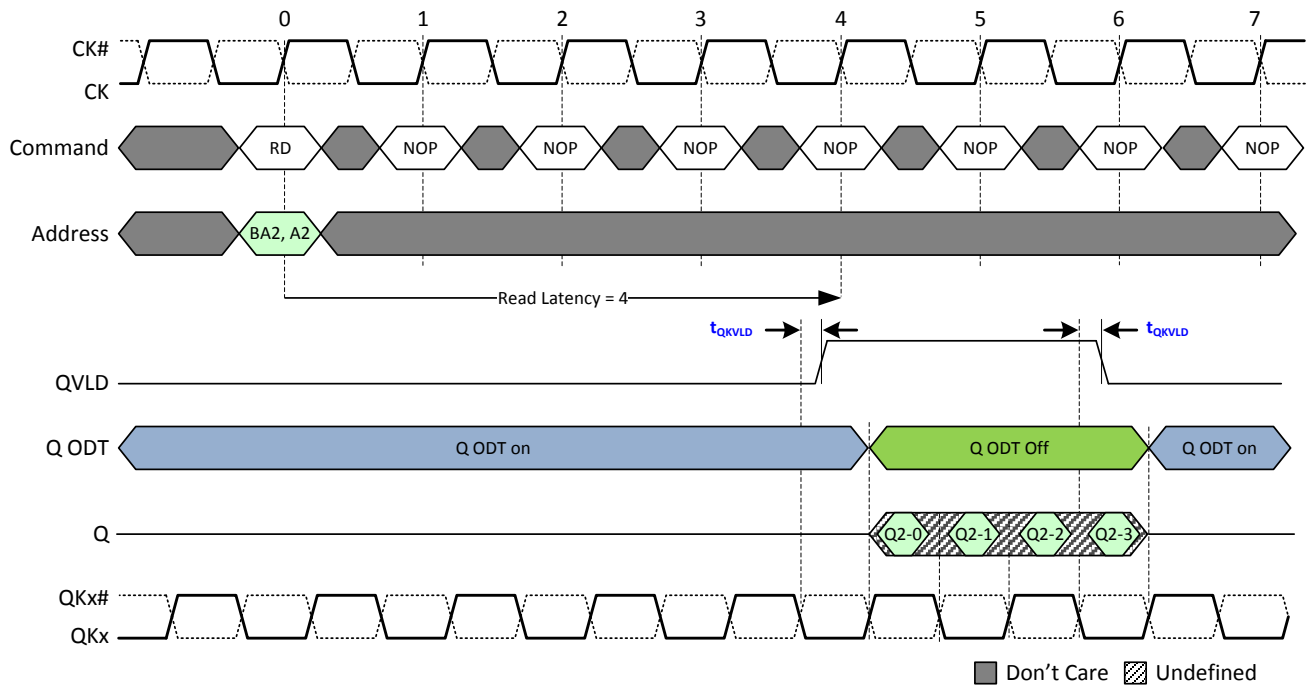 0 1 2 3 4 5 6 7
CK#
CK
Command RD NOP NOP NOP NOP NOP NOP NOP
Address BA2, A2
Read Latency = 4
tQKVLD tQKVLD
QVLD
Q ODT Q ODT on Q ODT Off Q ODT on
Q Q2-0 Q2-1 Q2-2 Q2-3
QKx#
QKx
Don't Care Undefined